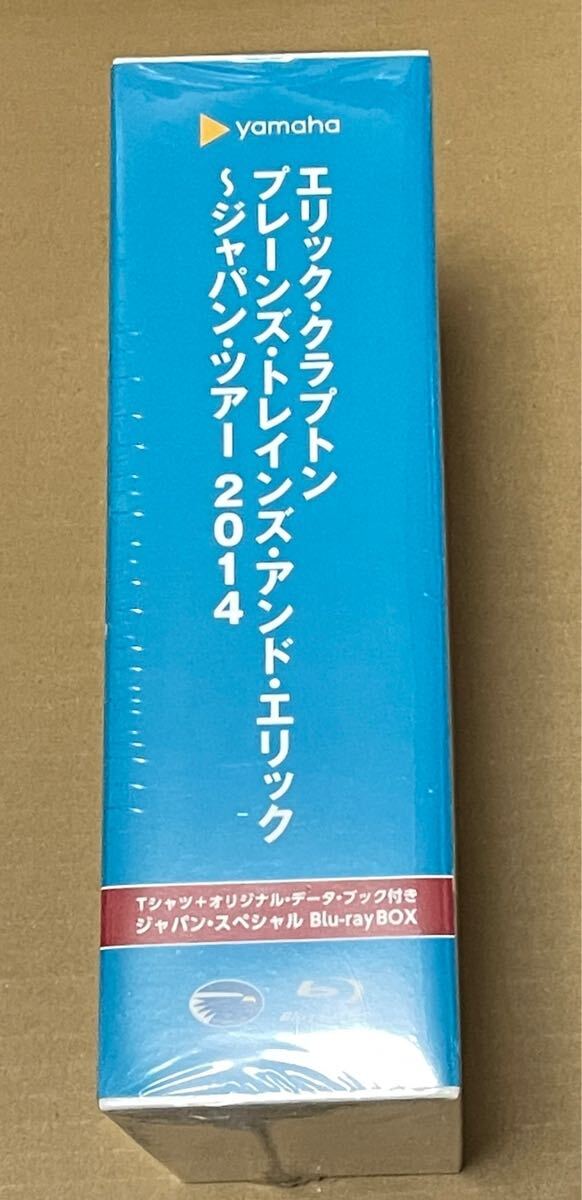 yamaha
エリック・クラプトン
プレーンズ・トレインズ・アンド・エリック
～ジャパン・ツアー 2014
Tシャツ+オリジナル・データ・ブック付き
ジャパン・スペシャル Blu-ray BOX